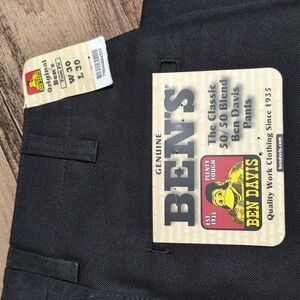 Original
Ben's
W 30
L 30
GENUINE
BEN'S
The Classic
50/50 Blend
Ben Davis
Pants
PLENTY
TOUGH
EST.
1935
BEN DAVIS
Quality Work Clothing Since 1935